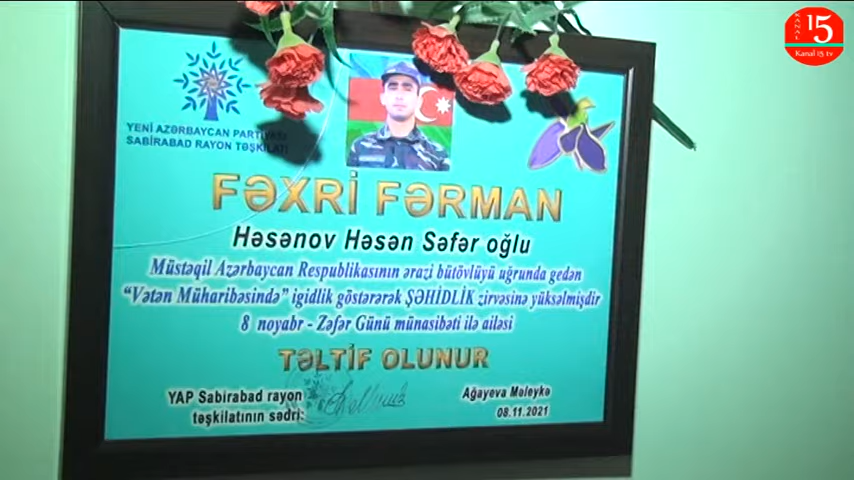 KANAL 15
Kanal 15 tv
YENİ AZƏRBAYCAN PARTİYASI
SABİRABAD RAYON TƏŞKİLATI
FƏXRİ FƏRMAN
Həsənov Həsən Səfər oğlu
Müstəqil Azərbaycan Respublikasının ərazi bütövlüyü uğrunda gedən
“Vətən Müharibəsində” igidlik göstərərək ŞƏHİDLİK zirvəsinə yüksəlmişdir
8 noyabr - Zəfər Günü münasibəti ilə ailəsi
TƏLTİF OLUNUR
YAP Sabirabad rayon
təşkilatının sədri:
Ağayeva Məleykə
08.11.2021